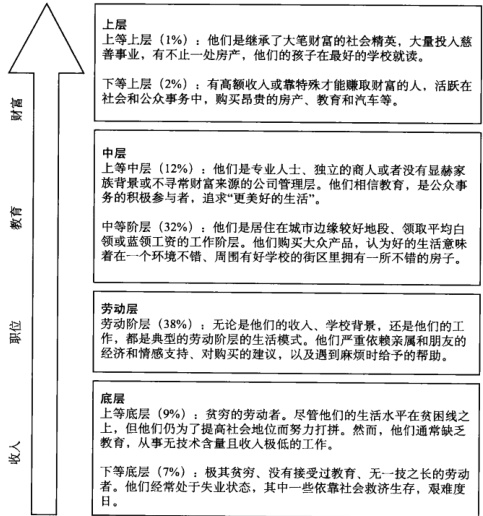 上层
上等上层（1%）：他们是继承了大笔财富的社会精英，大量投入慈
善事业，有不止一处房产，他们的孩子在最好的学校就读。
下等上层（2%）：有高额收入或靠特殊才能赚取财富的人，活跃在
社会和公众事务中，购买昂贵的房产、教育和汽车等。
中层
上等中层（12%）：他们是专业人士、独立的商人或者没有显赫家
族背景或不寻常财富来源的公司管理层。他们相信教育，是公众事
务的积极参与者，追求“更美好的生活”。
中等阶层（32%）：他们是居住在城市边缘较好地段、领取平均白
领或蓝领工资的工作阶层。他们购买大众产品，认为好的生活意味
着在一个环境不错、周围有好学校的街区里拥有一所不错的房子。
劳动层
劳动阶层（38%）：无论是他们的收入、学校背景，还是他们的工
作，都是典型的劳动阶层的生活模式。他们严重依赖亲属和朋友的
经济和情感支持、对购买的建议，以及遇到麻烦时给予的帮助。
底层
上等底层（9%）：贫穷的劳动者。尽管他们的生活水平在贫困线之
上，但他们仍为了提高社会地位而努力打拼。然而，他们通常缺乏
教育，从事无技术含量且收入极低的工作。
下等底层（7%）：极其贫穷、没有接受过教育、无一技之长的劳动
者。他们经常处于失业状态，其中一些依靠社会救济生存，艰难度
日。
财富
教育
职位
收入